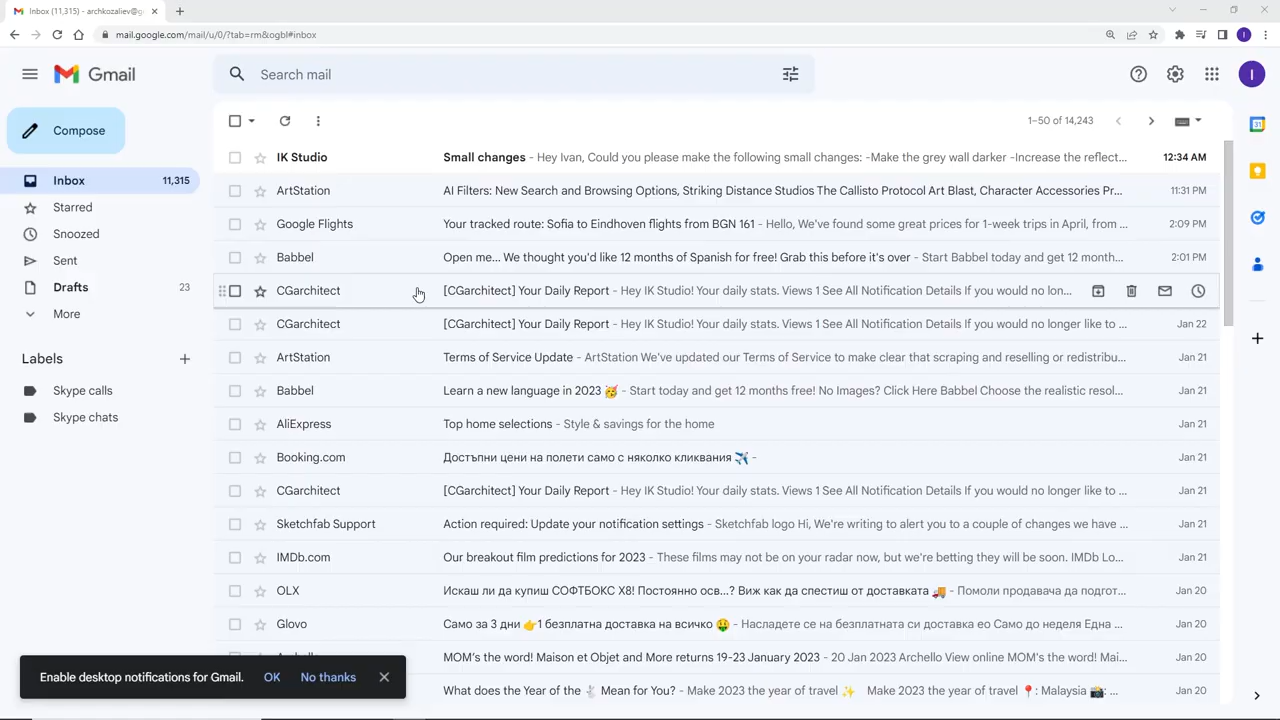 Inbox (11,315) - archkozaliev@g
mail.google.com/mail/u/0/?tab=rm&ogbl#inbox
I
Gmail
Search mail
I
Compose
1–50 of 14,243
Inbox 11,315
Starred
Snoozed
Sent
Drafts 23
More
Labels
Skype calls
Skype chats
IK Studio Small changes - Hey Ivan, Could you please make the following small changes: -Make the grey wall darker -Increase the reflect... 12:34 AM
ArtStation AI Filters: New Search and Browsing Options, Striking Distance Studios The Callisto Protocol Art Blast, Character Accessories Pr... 11:31 PM
Google Flights Your tracked route: Sofia to Eindhoven flights from BGN 161 - Hello, We've found some great prices for 1-week trips in April, from ... 2:09 PM
Babbel Open me... We thought you'd like 12 months of Spanish for free! Grab this before it's over - Start Babbel today and get 12 month... 2:01 PM
CGarchitect [CGarchitect] Your Daily Report - Hey IK Studio! Your daily stats. Views 1 See All Notification Details If you would no lon...
CGarchitect [CGarchitect] Your Daily Report - Hey IK Studio! Your daily stats. Views 1 See All Notification Details If you would no longer like to ... Jan 22
ArtStation Terms of Service Update - ArtStation We've updated our Terms of Service to make clear that scraping and reselling or redistribu... Jan 21
Babbel Learn a new language in 2023 🥳 - Start today and get 12 months free! No Images? Click Here Babbel Choose the realistic resol... Jan 21
AliExpress Top home selections - Style & savings for the home Jan 21
Booking.com Достъпни цени на полети само с няколко кликвания ✈️ - Jan 21
CGarchitect [CGarchitect] Your Daily Report - Hey IK Studio! Your daily stats. Views 1 See All Notification Details If you would no longer like to ... Jan 21
Sketchfab Support Action required: Update your notification settings - Sketchfab logo Hi, We're writing to alert you to a couple of changes we have ... Jan 21
IMDb.com Our breakout film predictions for 2023 - These films may not be on your radar now, but we're betting they will be soon. IMDb Lo... Jan 21
OLX Искаш ли да купиш СОФТБОКС Х8! Постоянно осв...? Виж как да спестиш от доставката 🚚 - Помоли продавача да подгот... Jan 20
Glovo Само за 3 дни 👉1 безплатна доставка на всичко 🤑 - Насладете се на безплатната си доставка ео Само до неделя Една ... Jan 20
MOM's the word! Maison et Objet and More returns 19-23 January 2023 - 20 Jan 2023 Archello View online MOM's the word! Mai... Jan 20
What does the Year of the 🐇 Mean for You? - Make 2023 the year of travel ✨ Make 2023 the year of travel 📍: Malaysia 📸: ... Jan 20
Enable desktop notifications for Gmail. OK No thanks
31